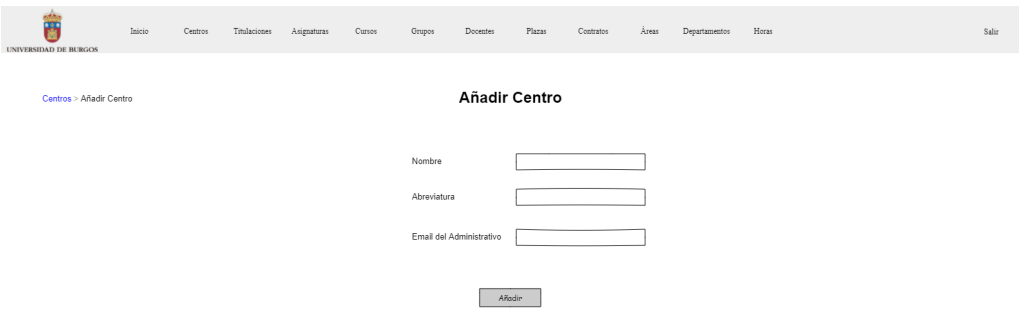 Inicio Centros Titulaciones Asignaturas Cursos Grupos Docentes Plazas Contratos Áreas Departamentos Horas Salir
UNIVERSIDAD DE BURGOS
Centros > Añadir Centro
Añadir Centro
Nombre
Abreviatura
Email del Administrativo
Añadir